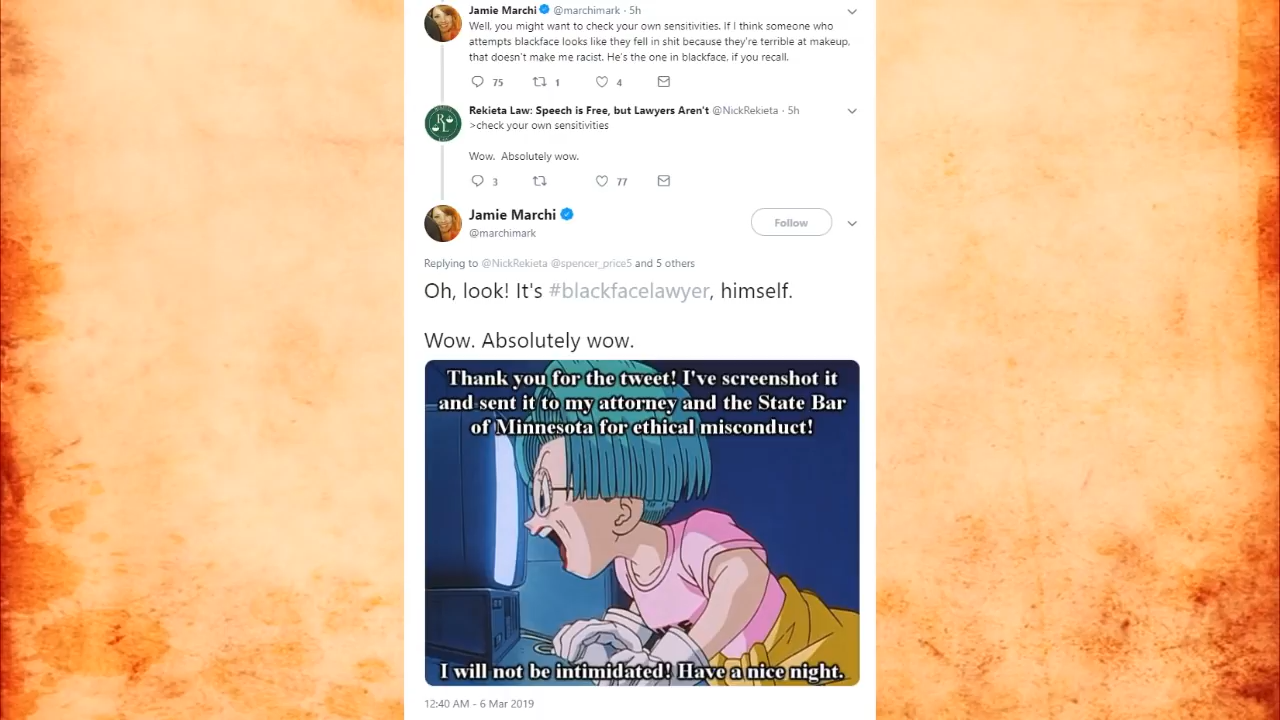 Jamie Marchi @marchimark · 5h
Well, you might want to check your own sensitivities. If I think someone who
attempts blackface looks like they fell in shit because they're terrible at makeup,
that doesn't make me racist. He's the one in blackface, if you recall.
75 1 4
Rekieta Law: Speech is Free, but Lawyers Aren't @NickRekieta · 5h
>check your own sensitivities
Wow. Absolutely wow.
3 77
Jamie Marchi
@marchimark
Follow
Replying to @NickRekieta @spencer_price5 and 5 others
Oh, look! It's #blackfacelawyer, himself.
Wow. Absolutely wow.
Thank you for the tweet! I've screenshot it
and sent it to my attorney and the State Bar
of Minnesota for ethical misconduct!
I will not be intimidated! Have a nice night.
12:40 AM - 6 Mar 2019